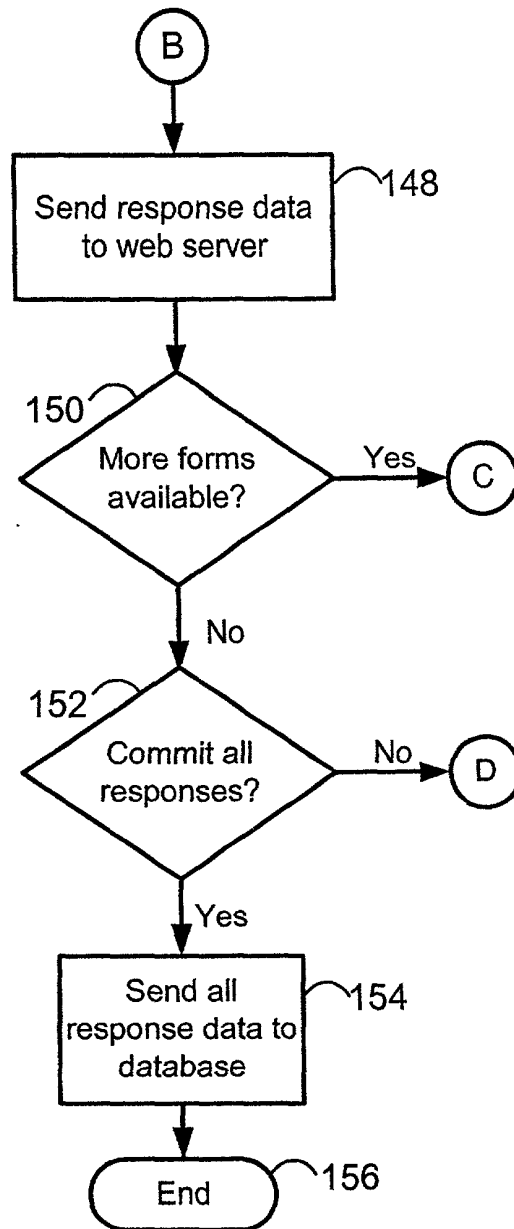 B
148
Send response data
to web server
150
More forms
available?
Yes
C
No
152
Commit all
responses?
No
D
Yes
154
Send all
response data to
database
156
End